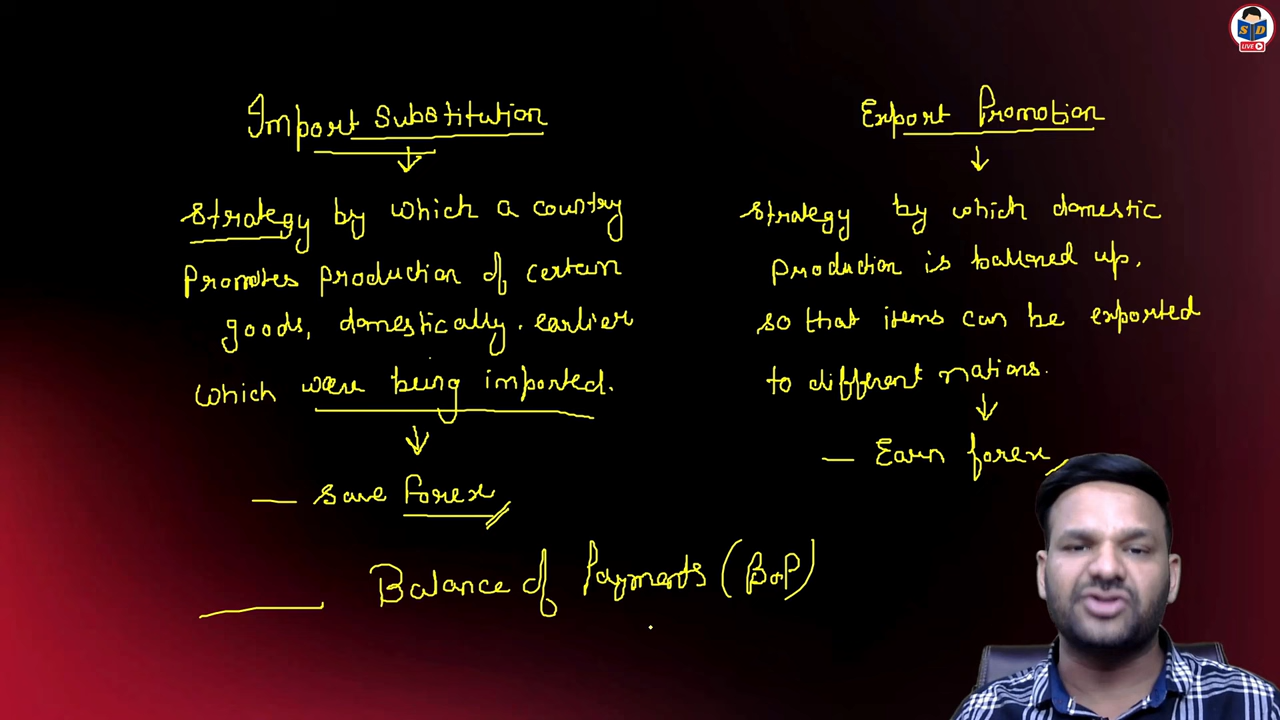 Import Substitution
strategy by which a country
Promotes production of certain
goods, domestically. earlier
which were being imported.
— save forex
Export Promotion
strategy by which domestic
Production is ballooned up,
so that items can be exported
to different nations.
— Earn forex
Balance of Payments (BoP)
S D
LIVE